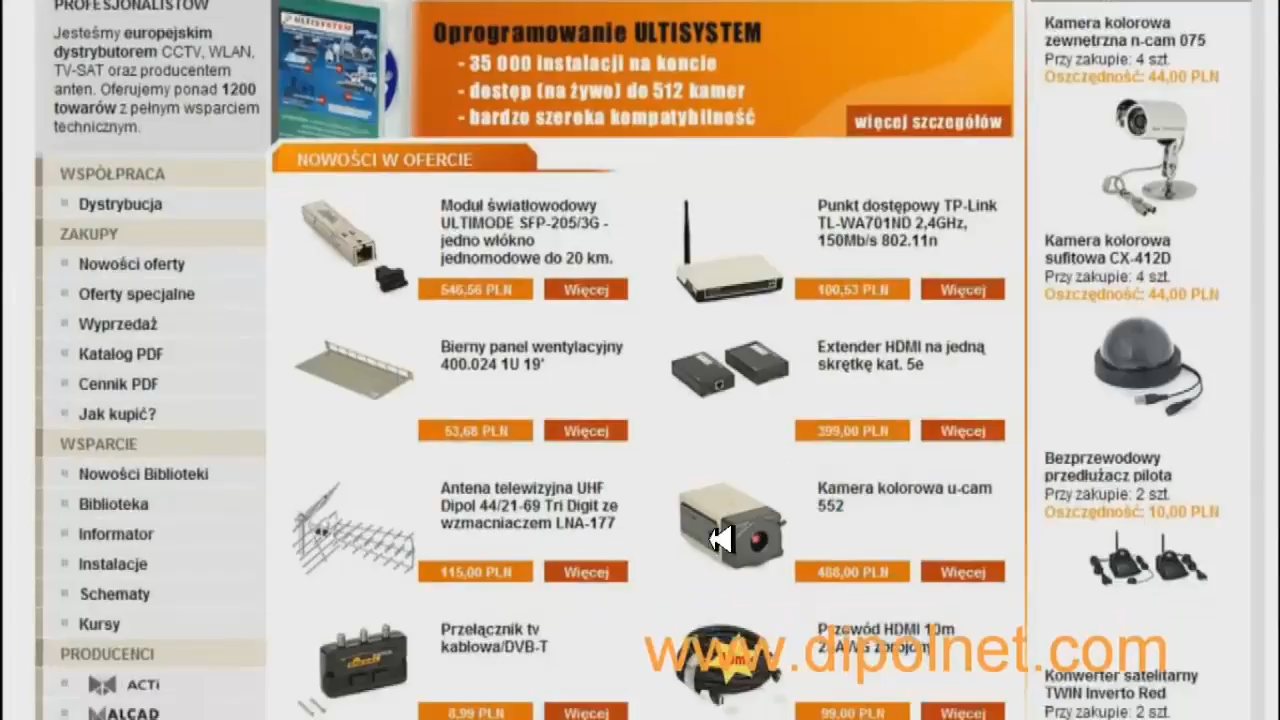 PROFESJONALISTÓW
Jesteśmy europejskim
dystrybutorem CCTV, WLAN,
TV-SAT oraz producentem
anten. Oferujemy ponad 1200
towarów z pełnym wsparciem
technicznym.
WSPÓŁPRACA
Dystrybucja
ZAKUPY
Nowości oferty
Oferty specjalne
Wyprzedaż
Katalog PDF
Cennik PDF
Jak kupić?
WSPARCIE
Nowości Biblioteki
Biblioteka
Informator
Instalacje
Schematy
Kursy
PRODUCENCI
ACTi
ALCAD
ULTISYSTEM
Oprogramowanie ULTISYSTEM
- 35 000 instalacji na koncie
- dostęp (na żywo) do 512 kamer
- bardzo szeroka kompatybilność
więcej szczegółów
NOWOŚCI W OFERCIE
Moduł światłowodowy
ULTIMODE SFP-205/3G -
jedno włókno
jednomodowe do 20 km.
546,56 PLN Więcej
Punkt dostępowy TP-Link
TL-WA701ND 2,4GHz,
150Mb/s 802.11n
100,53 PLN Więcej
Bierny panel wentylacyjny
400.024 1U 19'
53,68 PLN Więcej
Extender HDMI na jedną
skrętkę kat. 5e
399,00 PLN Więcej
Antena telewizyjna UHF
Dipol 44/21-69 Tri Digit ze
wzmacniaczem LNA-177
115,00 PLN Więcej
Kamera kolorowa u-cam
552
488,00 PLN Więcej
Przełącznik tv
kablowa/DVB-T
8,99 PLN Więcej
Przewód HDMI 10m
99,00 PLN Więcej
www.dipolnet.com
Kamera kolorowa
zewnętrzna n-cam 075
Przy zakupie: 4 szt.
Oszczędność: 44,00 PLN
Kamera kolorowa
sufitowa CX-412D
Przy zakupie: 4 szt.
Oszczędność: 44,00 PLN
Bezprzewodowy
przedłużacz pilota
Przy zakupie: 2 szt.
Oszczędność: 10,00 PLN
Konwerter satelitarny
TWIN Inverto Red
Przy zakupie: 2 szt.